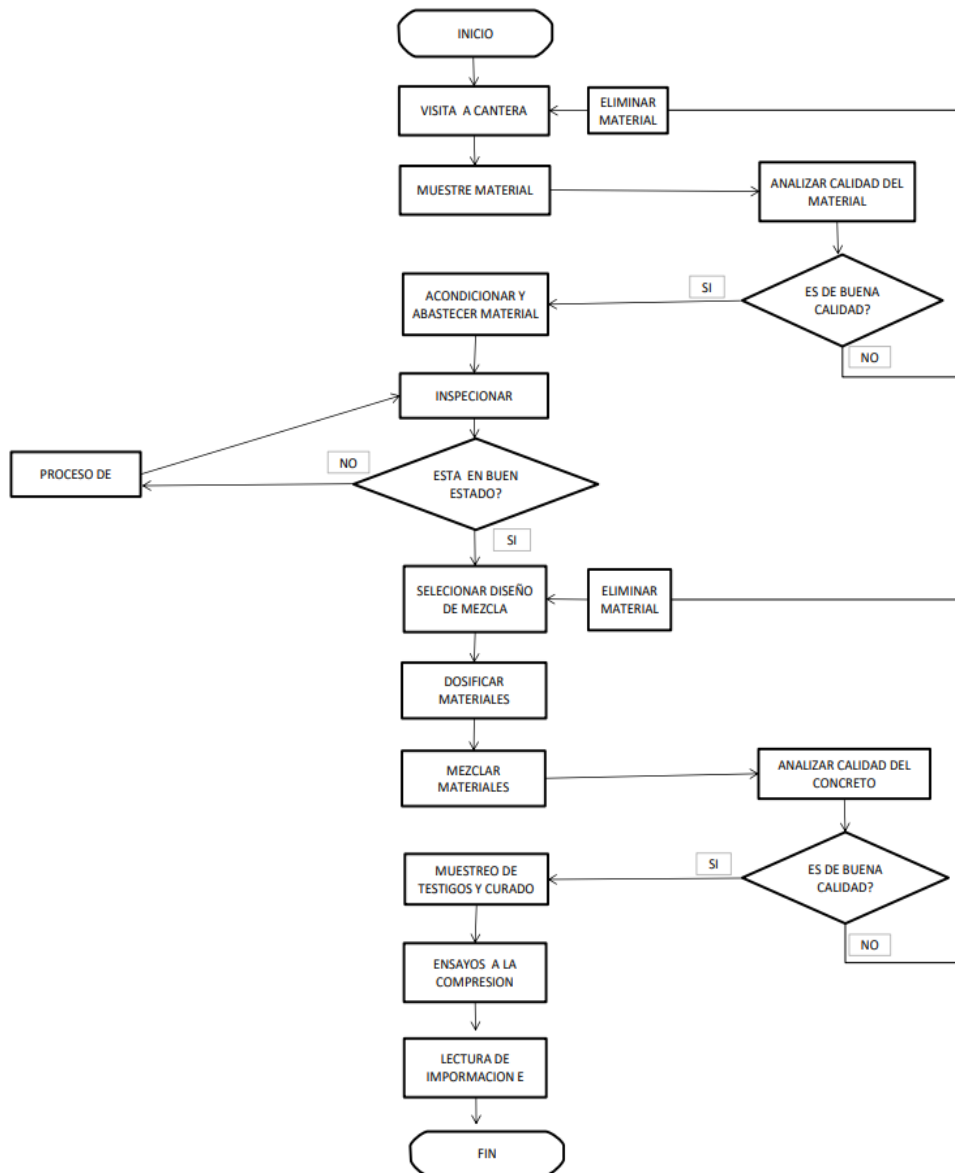 INICIO
VISITA A CANTERA
ELIMINAR
MATERIAL
MUESTRE MATERIAL
ANALIZAR CALIDAD DEL
MATERIAL
ES DE BUENA
CALIDAD?
SI
NO
ACONDICIONAR Y
ABASTECER MATERIAL
INSPECIONAR
ESTA EN BUEN
ESTADO?
NO
PROCESO DE
SI
SELECIONAR DISEÑO
DE MEZCLA
ELIMINAR
MATERIAL
DOSIFICAR
MATERIALES
MEZCLAR
MATERIALES
ANALIZAR CALIDAD DEL
CONCRETO
ES DE BUENA
CALIDAD?
SI
NO
MUESTREO DE
TESTIGOS Y CURADO
ENSAYOS A LA
COMPRESION
LECTURA DE
IMPORMACION E
FIN